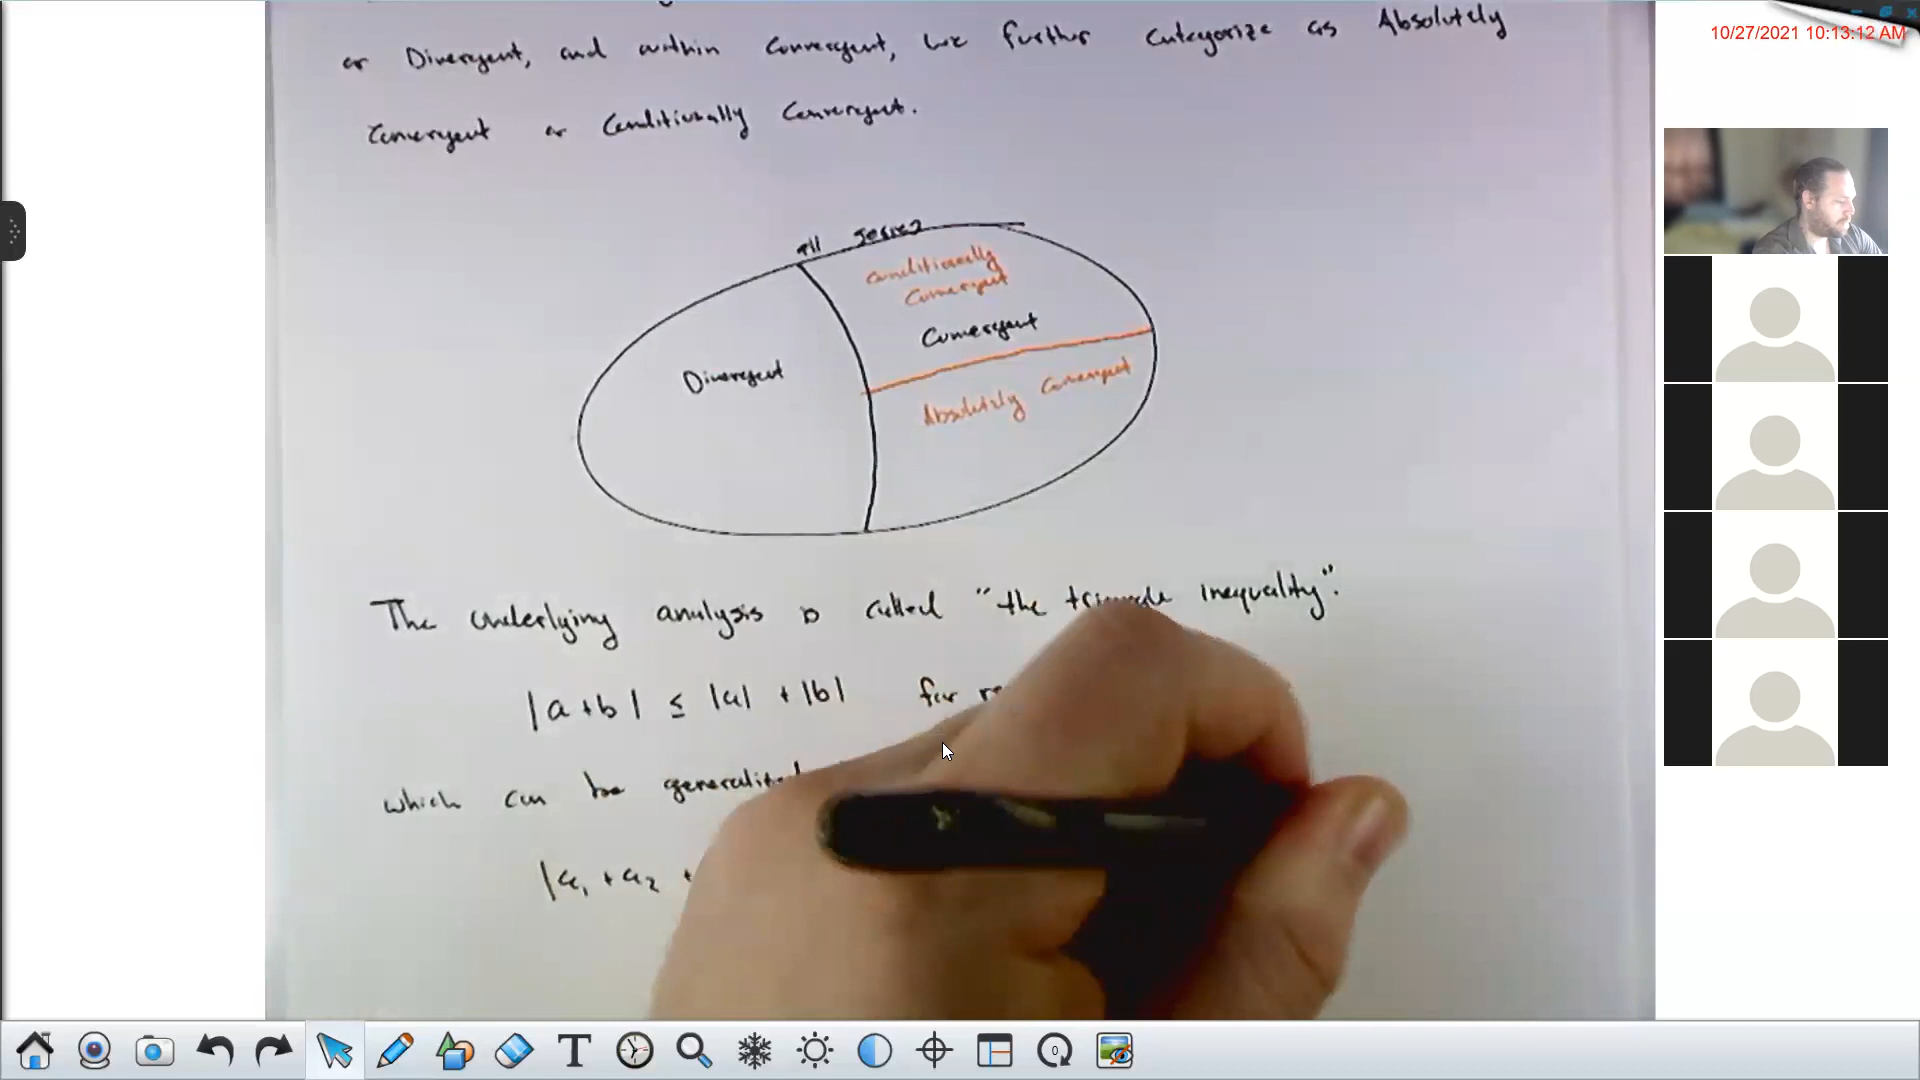 10/27/2021 10:13:12 AM
or Divergent, and within Convergent, we further Categorize as Absolutely
Convergent or Conditionally Convergent.
all series
Conditionally
Convergent
Convergent
Divergent
Absolutely Convergent
The underlying analysis is called "the triangle inequality".
|a+b| ≤ |a| + |b| for
which can be generalized
|a₁ + a₂ +
T
0